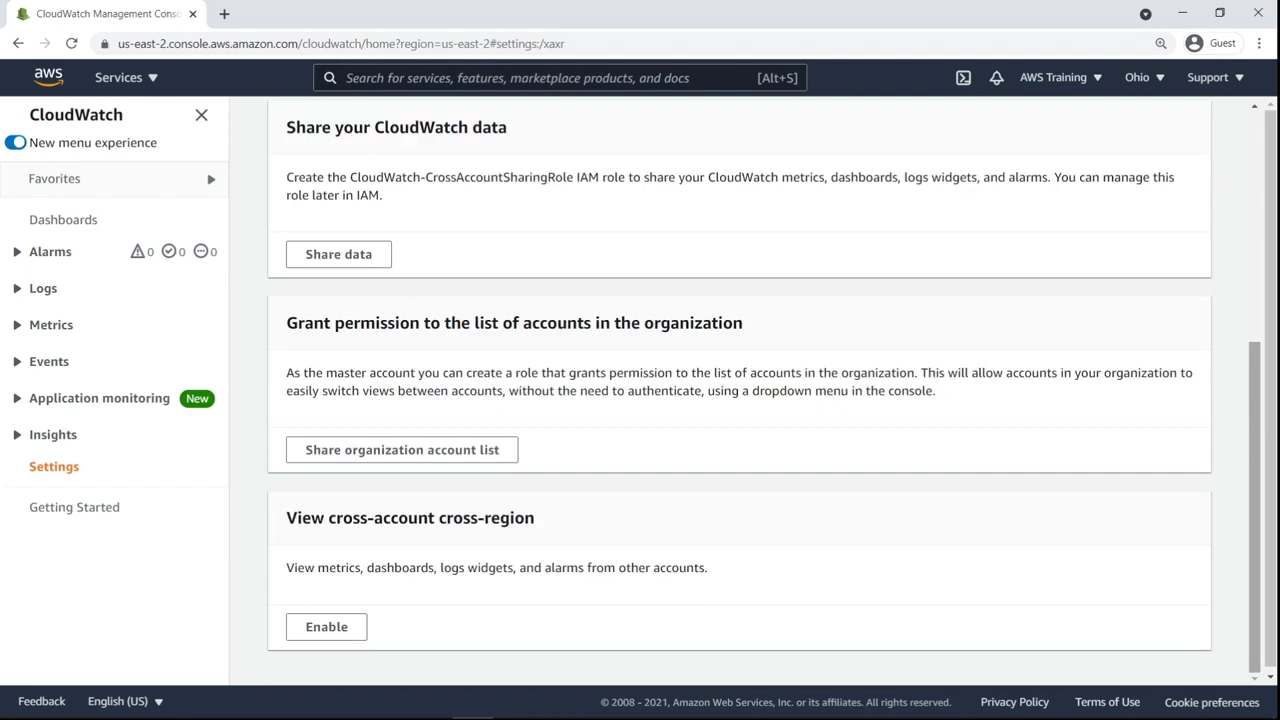 CloudWatch Management Conso
Guest
us-east-2.console.aws.amazon.com/cloudwatch/home?region=us-east-2#settings:/xaxr
aws
Services
Search for services, features, marketplace products, and docs
[Alt+S]
AWS Training
Ohio
Support
CloudWatch
New menu experience
Favorites
Dashboards
Alarms
0
0
0
Logs
Metrics
Events
Application monitoring
New
Insights
Settings
Getting Started
Share your CloudWatch data
Create the CloudWatch-CrossAccountSharingRole IAM role to share your CloudWatch metrics, dashboards, logs widgets, and alarms. You can manage this
role later in IAM.
Share data
Grant permission to the list of accounts in the organization
As the master account you can create a role that grants permission to the list of accounts in the organization. This will allow accounts in your organization to
easily switch views between accounts, without the need to authenticate, using a dropdown menu in the console.
Share organization account list
View cross-account cross-region
View metrics, dashboards, logs widgets, and alarms from other accounts.
Enable
Feedback
English (US)
© 2008 - 2021, Amazon Web Services, Inc. or its affiliates. All rights reserved.
Privacy Policy
Terms of Use
Cookie preferences